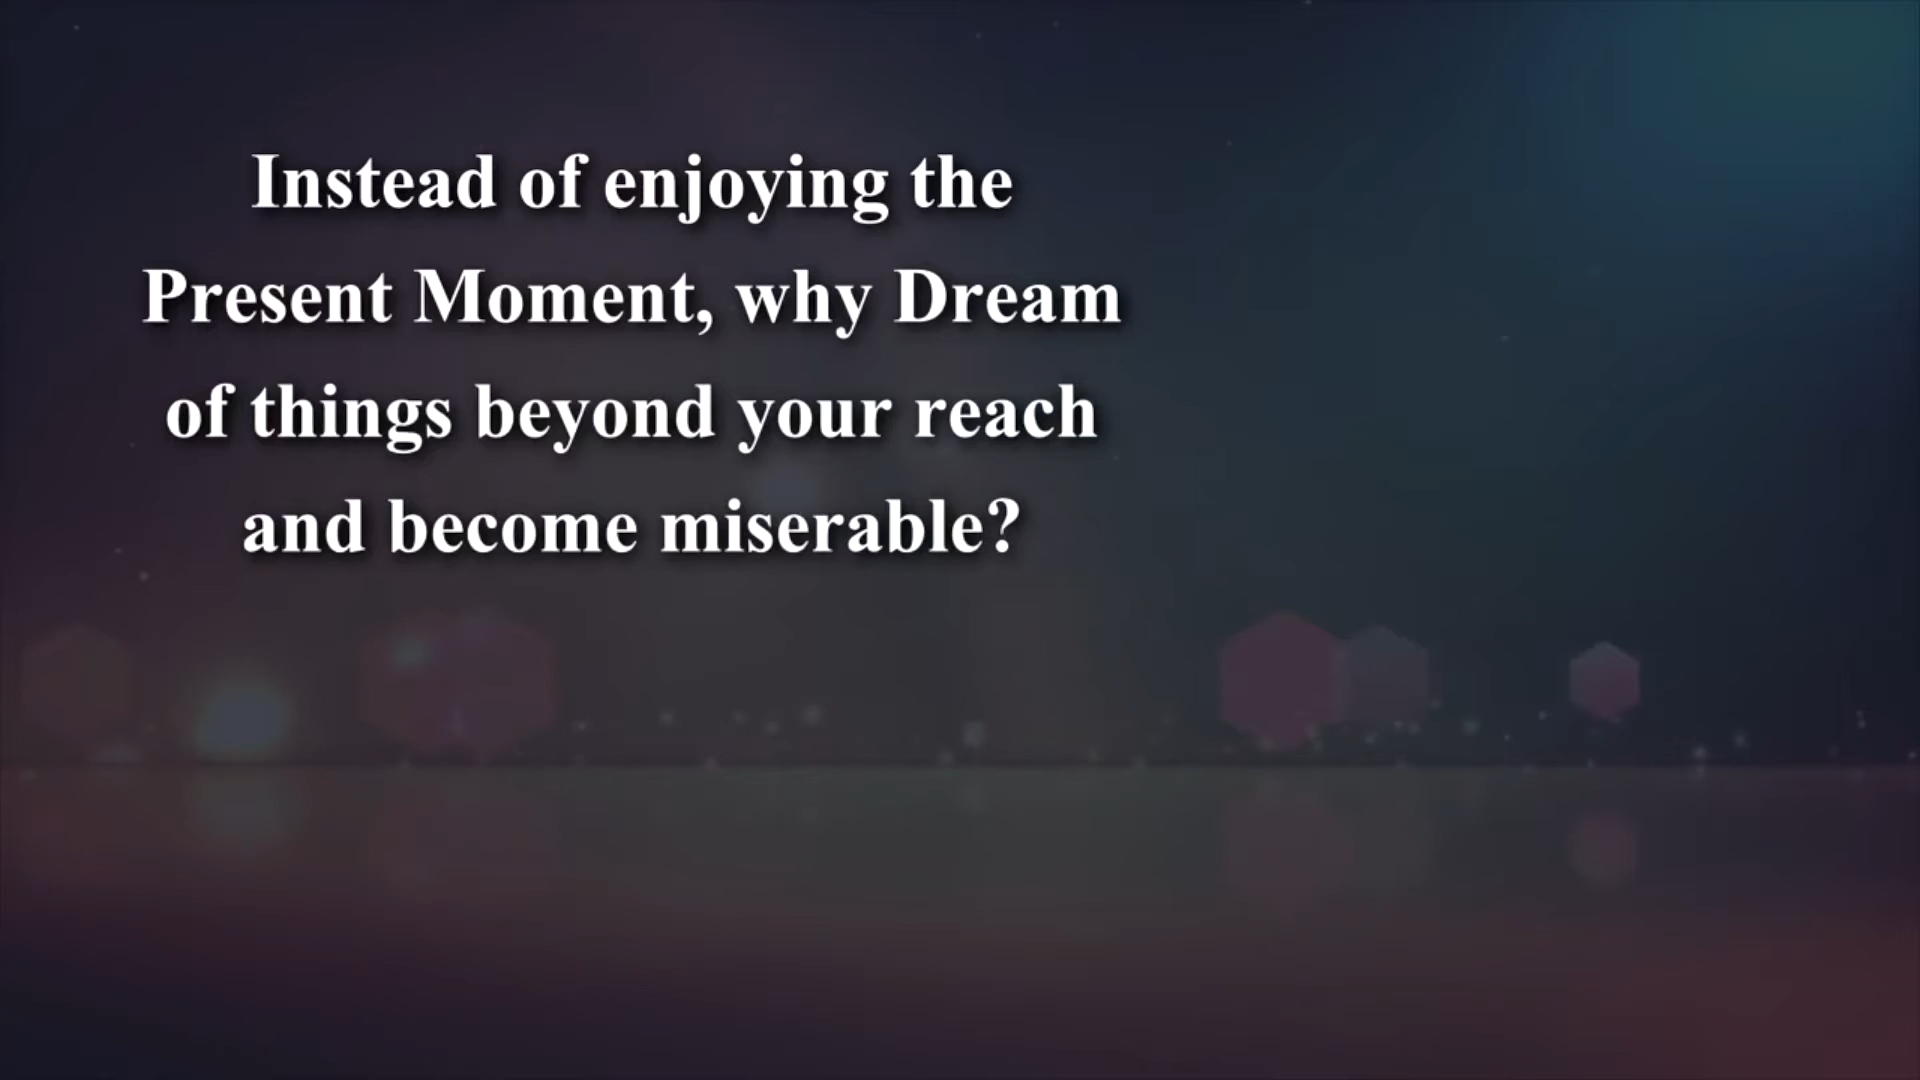 Instead of enjoying the
Present Moment, why Dream
of things beyond your reach
and become miserable?